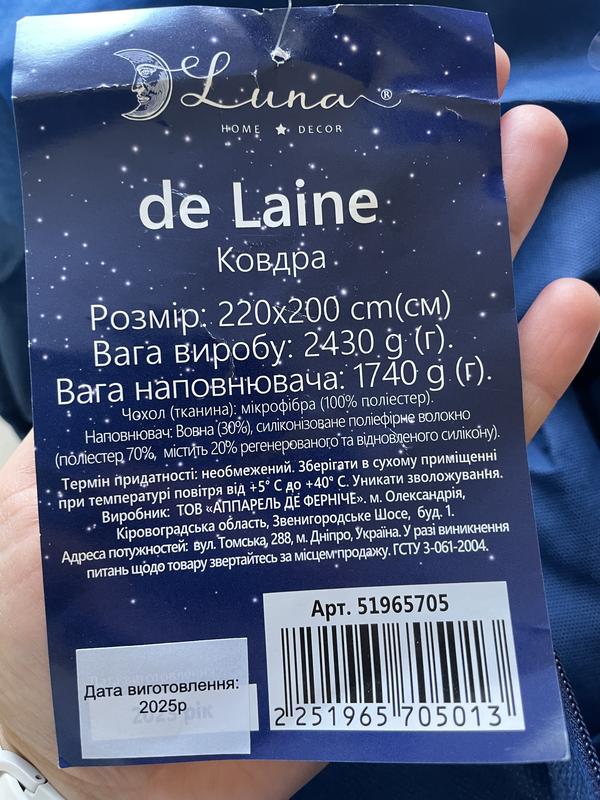 Luna®
HOME ★ DECOR
de Laine
Ковдра
Розмір: 220x200 cm(см)
Вага виробу: 2430 g (г).
Вага наповнювача: 1740 g (г).
Чохол (тканина): мікрофібра (100% поліестер).
Наповнювач: Вовна (30%), силіконізоване поліефірне волокно
(поліестер 70%, містить 20% регенерованого та відновленого силікону).
Термін придатності: необмежений. Зберігати в сухому приміщенні
при температурі повітря від +5° С до +40° С. Уникати зволожування.
Виробник: ТОВ «АППАРЕЛЬ ДЕ ФЕРНІЧЕ». м. Олександрія,
Кіровоградська область, Звенигородське Шосе, буд. 1.
Адреса потужностей: вул. Томська, 288, м. Дніпро, Україна. У разі виникнення
питань щодо товару звертайтесь за місцем продажу. ГСТУ 3-061-2004.
Арт. 51965705
Дата виготовлення:
2025р
2025 рік
2 251965 705013